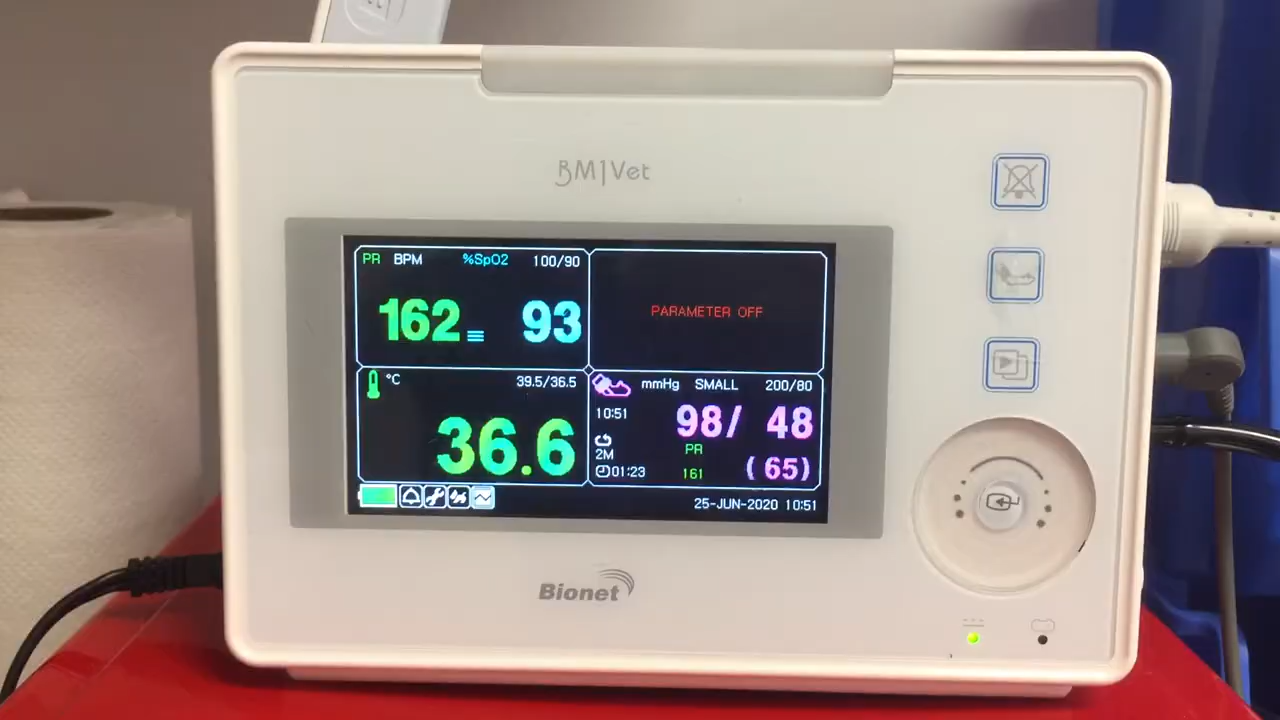 BM1Vet
PR BPM %SpO2 100/90
162 93
PARAMETER OFF
°C 39.5/36.5
36.6
mmHg SMALL 200/80
10:51
98/ 48
PR
2M
(65)
01:23
161
25-JUN-2020 10:51
Bionet